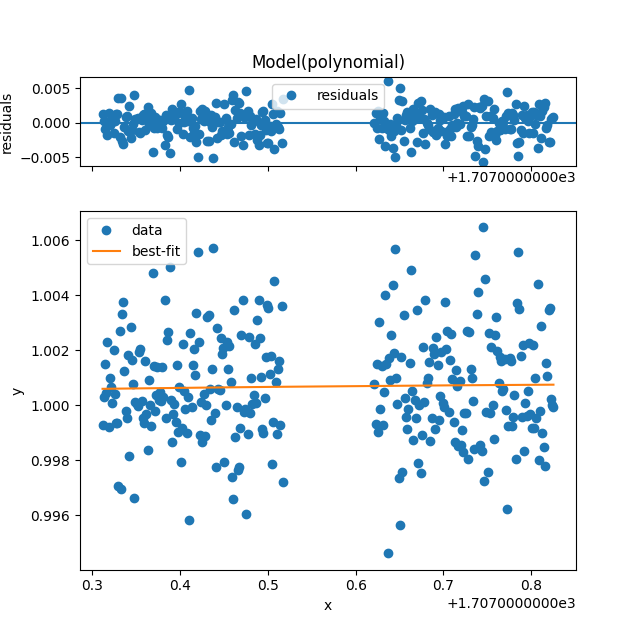 Model(polynomial)
residuals
0.005
0.000
−0.005
residuals
+1.7070000000e3
data
best-fit
y
1.006
1.004
1.002
1.000
0.998
0.996
0.3 0.4 0.5 0.6 0.7 0.8
x
+1.7070000000e3